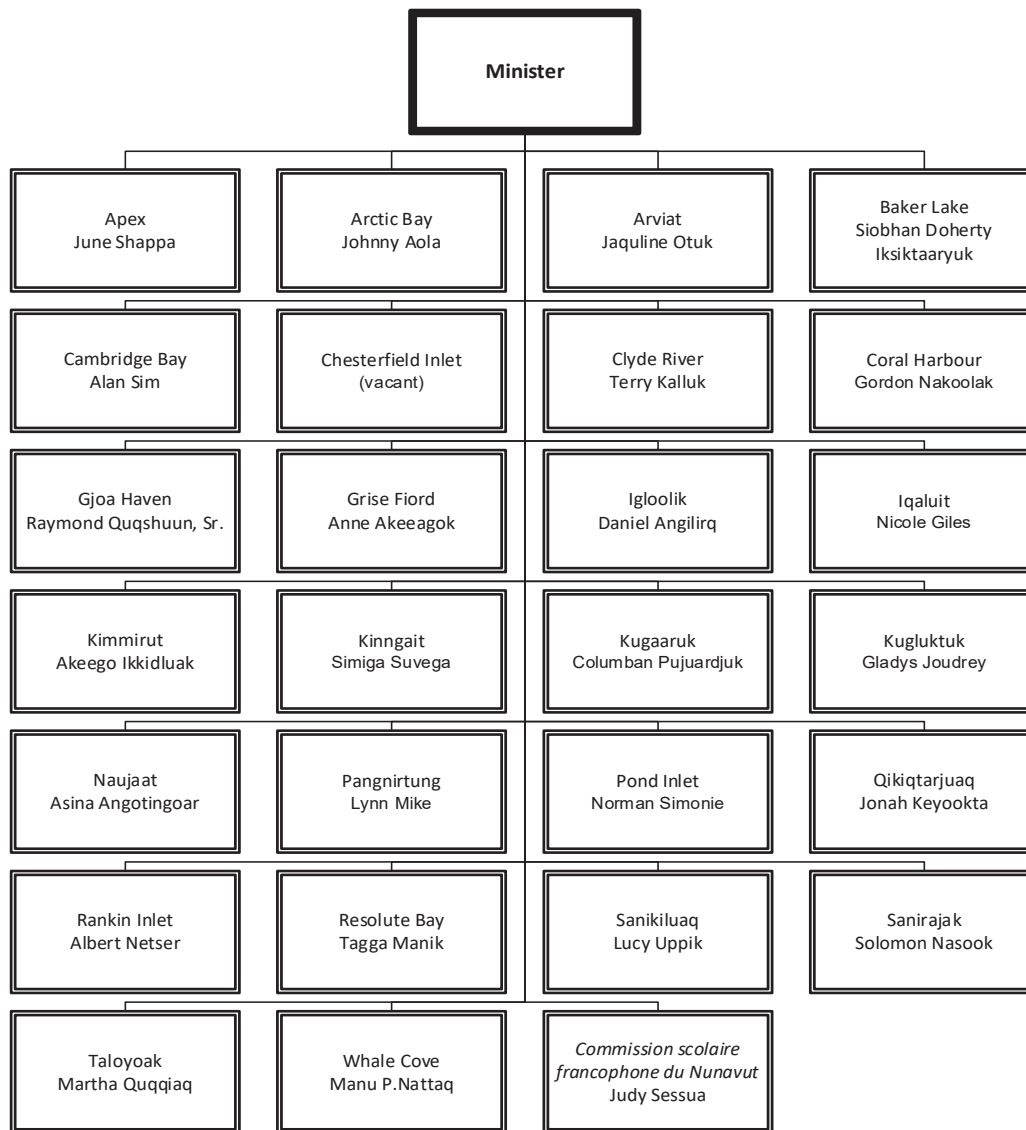 Minister
Apex
June Shappa
Arctic Bay
Johnny Aola
Arviat
Jaquline Otuk
Baker Lake
Siobhan Doherty
Iksiktaaryuk
Cambridge Bay
Alan Sim
Chesterfield Inlet
(vacant)
Clyde River
Terry Kalluk
Coral Harbour
Gordon Nakoolak
Gjoa Haven
Raymond Quqshuun, Sr.
Grise Fiord
Anne Akeeagok
Igloolik
Daniel Angilirq
Iqaluit
Nicole Giles
Kimmirut
Akeego Ikkidluak
Kinngait
Simiga Suvega
Kugaaruk
Columban Pujuardjuk
Kugluktuk
Gladys Joudrey
Naujaat
Asina Angotingoar
Pangnirtung
Lynn Mike
Pond Inlet
Norman Simonie
Qikiqtarjuaq
Jonah Keyookta
Rankin Inlet
Albert Netser
Resolute Bay
Tagga Manik
Sanikiluaq
Lucy Uppik
Sanirajak
Solomon Nasook
Taloyoak
Martha Quqqiaq
Whale Cove
Manu P.Nattaq
Commission scolaire
francophone du Nunavut
Judy Sessua